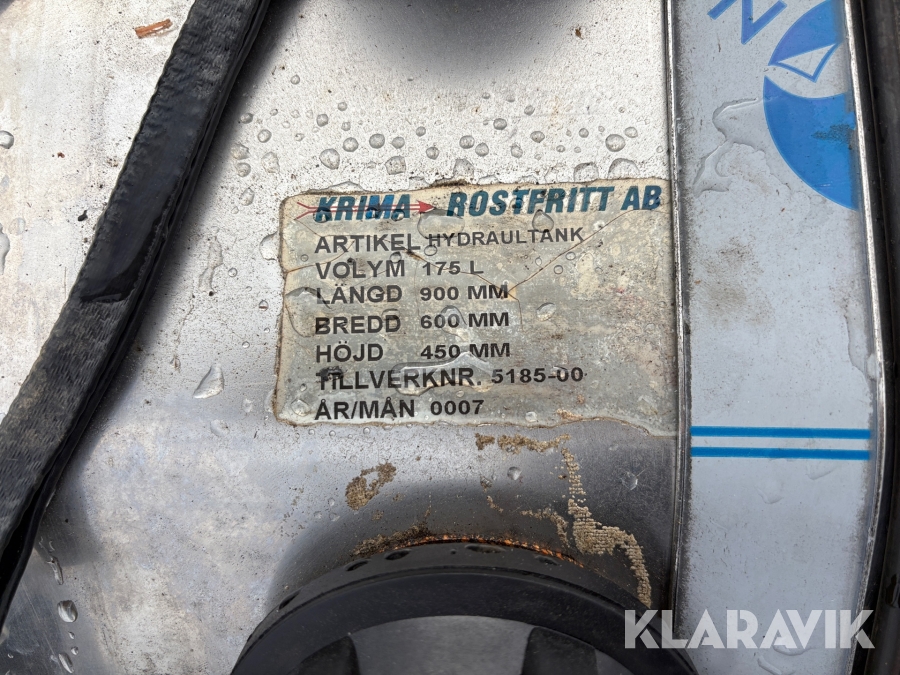 KRIMA ROSTFRITT AB
ARTIKEL HYDRAULTANK
VOLYM 175 L
LÄNGD 900 MM
BREDD 600 MM
HÖJD 450 MM
TILLVERKNR. 5185-00
ÅR/MÅN 0007
N
KLARAVIK